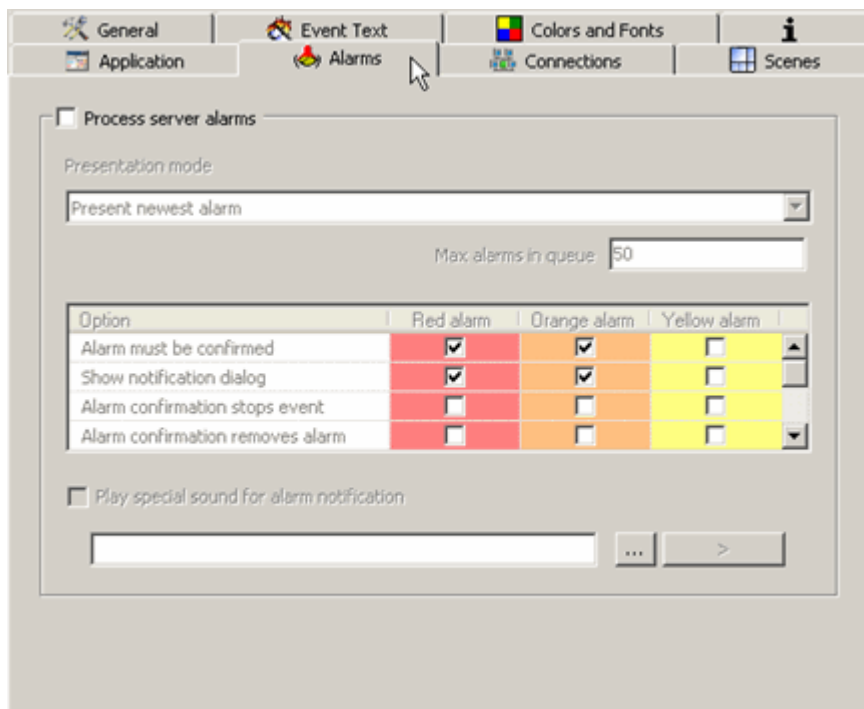 General Event Text Colors and Fonts i
Application Alarms Connections Scenes
Process server alarms
Presentation mode
Present newest alarm
Max alarms in queue 50
Option Red alarm Orange alarm Yellow alarm
Alarm must be confirmed
Show notification dialog
Alarm confirmation stops event
Alarm confirmation removes alarm
Play special sound for alarm notification
... >